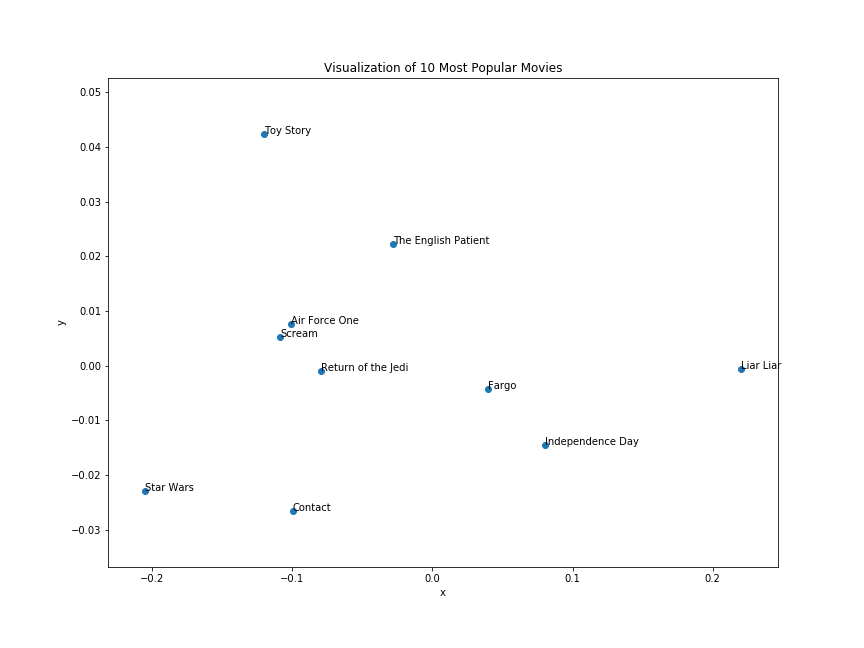 Visualization of 10 Most Popular Movies
0.05
0.04
0.03
0.02
0.01
0.00
−0.01
−0.02
−0.03
y
Toy Story
The English Patient
Air Force One
Scream
Return of the Jedi
Liar Liar
Fargo
Independence Day
Star Wars
Contact
−0.2 −0.1 0.0 0.1 0.2
x